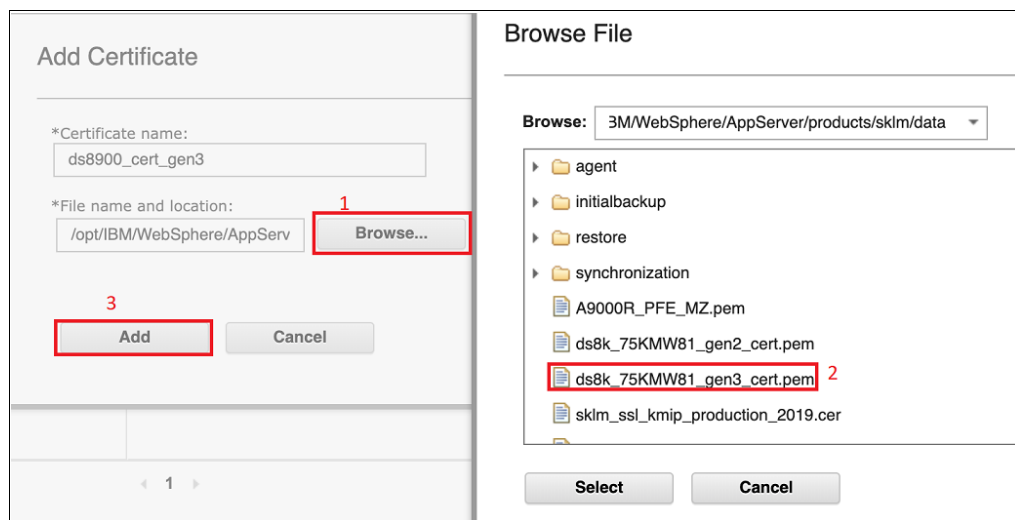 Add Certificate
*Certificate name:
ds8900_cert_gen3
*File name and location:
1
/opt/IBM/WebSphere/AppServ
Browse...
3
Add
Cancel
1
Browse File
Browse:
3M/WebSphere/AppServer/products/sklm/data
agent
initialbackup
restore
synchronization
A9000R_PFE_MZ.pem
ds8k_75KMW81_gen2_cert.pem
ds8k_75KMW81_gen3_cert.pem
2
sklm_ssl_kmip_production_2019.cer
Select
Cancel